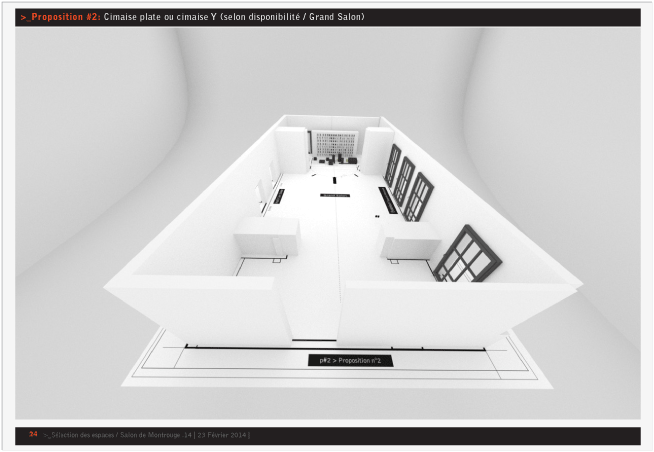 >_Proposition #2: Cimaise plate ou cimaise Y (selon disponibilité / Grand Salon)
p#2 > Proposition n°2
24 >_Sélection des espaces / Salon de Montrouge -14 [ 23 Février 2014 ]